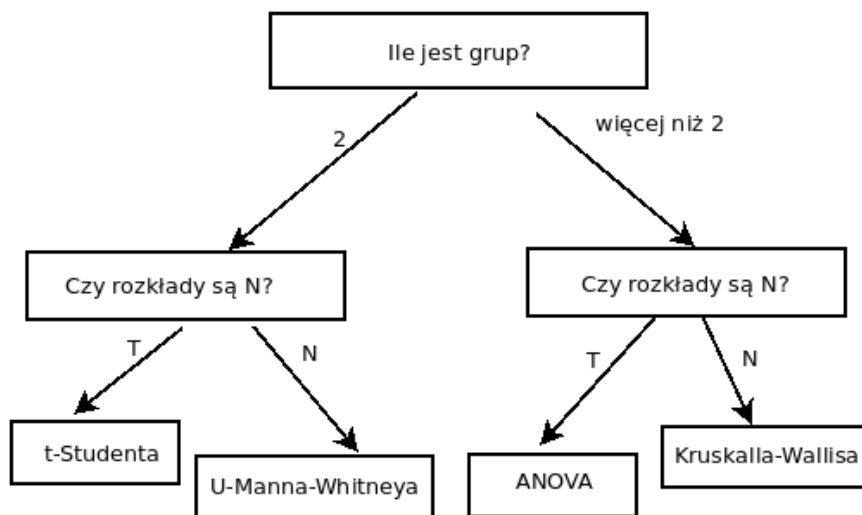 Ile jest grup?
2
więcej niż 2
Czy rozkłady są N?
Czy rozkłady są N?
T
N
T
N
t-Studenta
U-Manna-Whitneya
ANOVA
Kruskalla-Wallisa